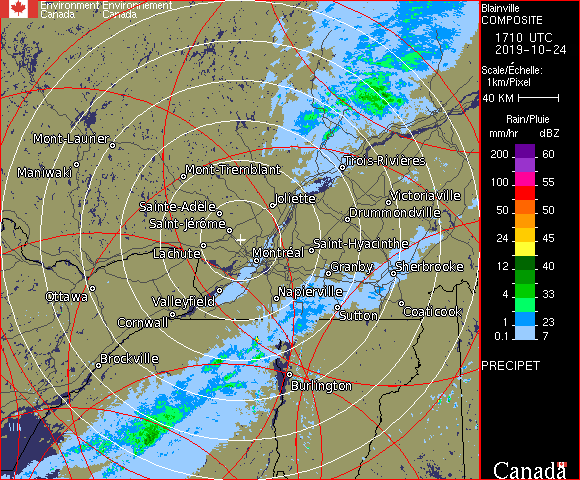 Environment Environnement
Canada Canada
Blainville
COMPOSITE
1710 UTC
2019-10-24
Scale/Échelle:
1km/Pixel
40 KM
Rain/Pluie
mm/hr dBZ
200 60
100 55
50 50
24 45
12 40
4 33
1 23
0.1 7
PRECIPET
Canada
Mont-Laurier
Maniwaki
Mont-Tremblant
Trois-Rivières
Joliette
Victoriaville
Sainte-Adèle
Drummondville
Saint-Jérôme
Saint-Hyacinthe
Lachute
Montréal
Granby
Sherbrooke
Ottawa
Valleyfield
Napierville
Cornwall
Sutton
Coaticook
Brockville
Burlington